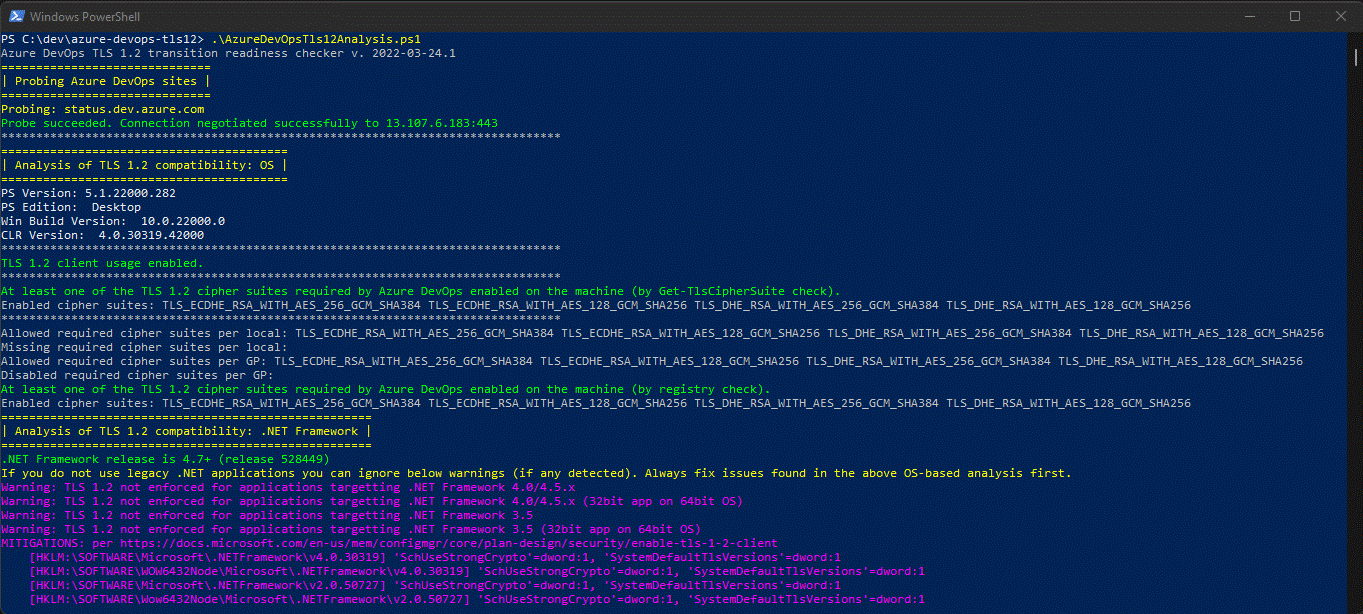 Windows PowerShell
PS C:\dev\azure-devops-tls12> .\AzureDevOpsTls12Analysis.ps1
Azure DevOps TLS 1.2 transition readiness checker v. 2022-03-24.1
==============================
| Probing Azure DevOps sites |
==============================
Probing: status.dev.azure.com
Probe succeeded. Connection negotiated successfully to 13.107.6.183:443
********************************************************************************
=========================================
| Analysis of TLS 1.2 compatibility: OS |
=========================================
PS Version: 5.1.22000.282
PS Edition:  Desktop
Win Build Version:  10.0.22000.0
CLR Version:  4.0.30319.42000
********************************************************************************
TLS 1.2 client usage enabled.
********************************************************************************
At least one of the TLS 1.2 cipher suites required by Azure DevOps enabled on the machine (by Get-TlsCipherSuite check).
Enabled cipher suites: TLS_ECDHE_RSA_WITH_AES_256_GCM_SHA384 TLS_ECDHE_RSA_WITH_AES_128_GCM_SHA256 TLS_DHE_RSA_WITH_AES_256_GCM_SHA384 TLS_DHE_RSA_WITH_AES_128_GCM_SHA256
********************************************************************************
Allowed required cipher suites per local: TLS_ECDHE_RSA_WITH_AES_256_GCM_SHA384 TLS_ECDHE_RSA_WITH_AES_128_GCM_SHA256 TLS_DHE_RSA_WITH_AES_256_GCM_SHA384 TLS_DHE_RSA_WITH_AES_128_GCM_SHA256
Missing required cipher suites per local:
Allowed required cipher suites per GP: TLS_ECDHE_RSA_WITH_AES_256_GCM_SHA384 TLS_ECDHE_RSA_WITH_AES_128_GCM_SHA256 TLS_DHE_RSA_WITH_AES_256_GCM_SHA384 TLS_DHE_RSA_WITH_AES_128_GCM_SHA256
Disabled required cipher suites per GP:
At least one of the TLS 1.2 cipher suites required by Azure DevOps enabled on the machine (by registry check).
Enabled cipher suites: TLS_ECDHE_RSA_WITH_AES_256_GCM_SHA384 TLS_ECDHE_RSA_WITH_AES_128_GCM_SHA256 TLS_DHE_RSA_WITH_AES_256_GCM_SHA384 TLS_DHE_RSA_WITH_AES_128_GCM_SHA256
=====================================================
| Analysis of TLS 1.2 compatibility: .NET Framework |
=====================================================
.NET Framework release is 4.7+ (release 528449)
If you do not use legacy .NET applications you can ignore below warnings (if any detected). Always fix issues found in the above OS-based analysis first.
Warning: TLS 1.2 not enforced for applications targetting .NET Framework 4.0/4.5.x
Warning: TLS 1.2 not enforced for applications targetting .NET Framework 4.0/4.5.x (32bit app on 64bit OS)
Warning: TLS 1.2 not enforced for applications targetting .NET Framework 3.5
Warning: TLS 1.2 not enforced for applications targetting .NET Framework 3.5 (32bit app on 64bit OS)
MITIGATIONS: per https://docs.microsoft.com/en-us/mem/configmgr/core/plan-design/security/enable-tls-1-2-client
    [HKLM:\SOFTWARE\Microsoft\.NETFramework\v4.0.30319] 'SchUseStrongCrypto'=dword:1, 'SystemDefaultTlsVersions'=dword:1
    [HKLM:\SOFTWARE\WOW6432Node\Microsoft\.NETFramework\v4.0.30319] 'SchUseStrongCrypto'=dword:1, 'SystemDefaultTlsVersions'=dword:1
    [HKLM:\SOFTWARE\Microsoft\.NETFramework\v2.0.50727] 'SchUseStrongCrypto'=dword:1, 'SystemDefaultTlsVersions'=dword:1
    [HKLM:\SOFTWARE\Wow6432Node\Microsoft\.NETFramework\v2.0.50727] 'SchUseStrongCrypto'=dword:1, 'SystemDefaultTlsVersions'=dword:1